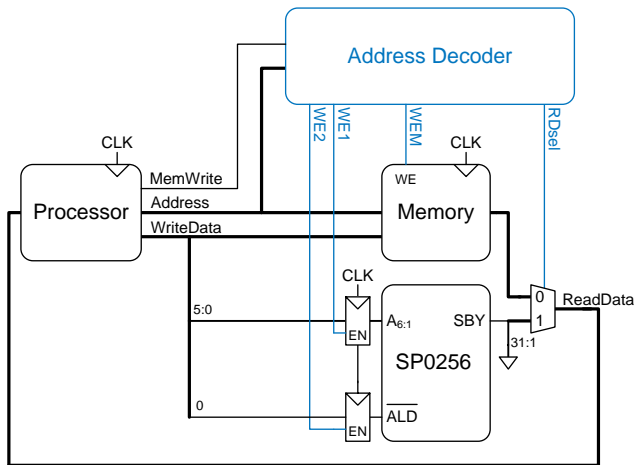 Address Decoder
WE2
WE1
WEM
RDsel
CLK
CLK
MemWrite
WE
Processor
Address
Memory
WriteData
CLK
0
ReadData
5:0
A6:1
SBY
1
EN
31:1
SP0256
0
ALD
EN